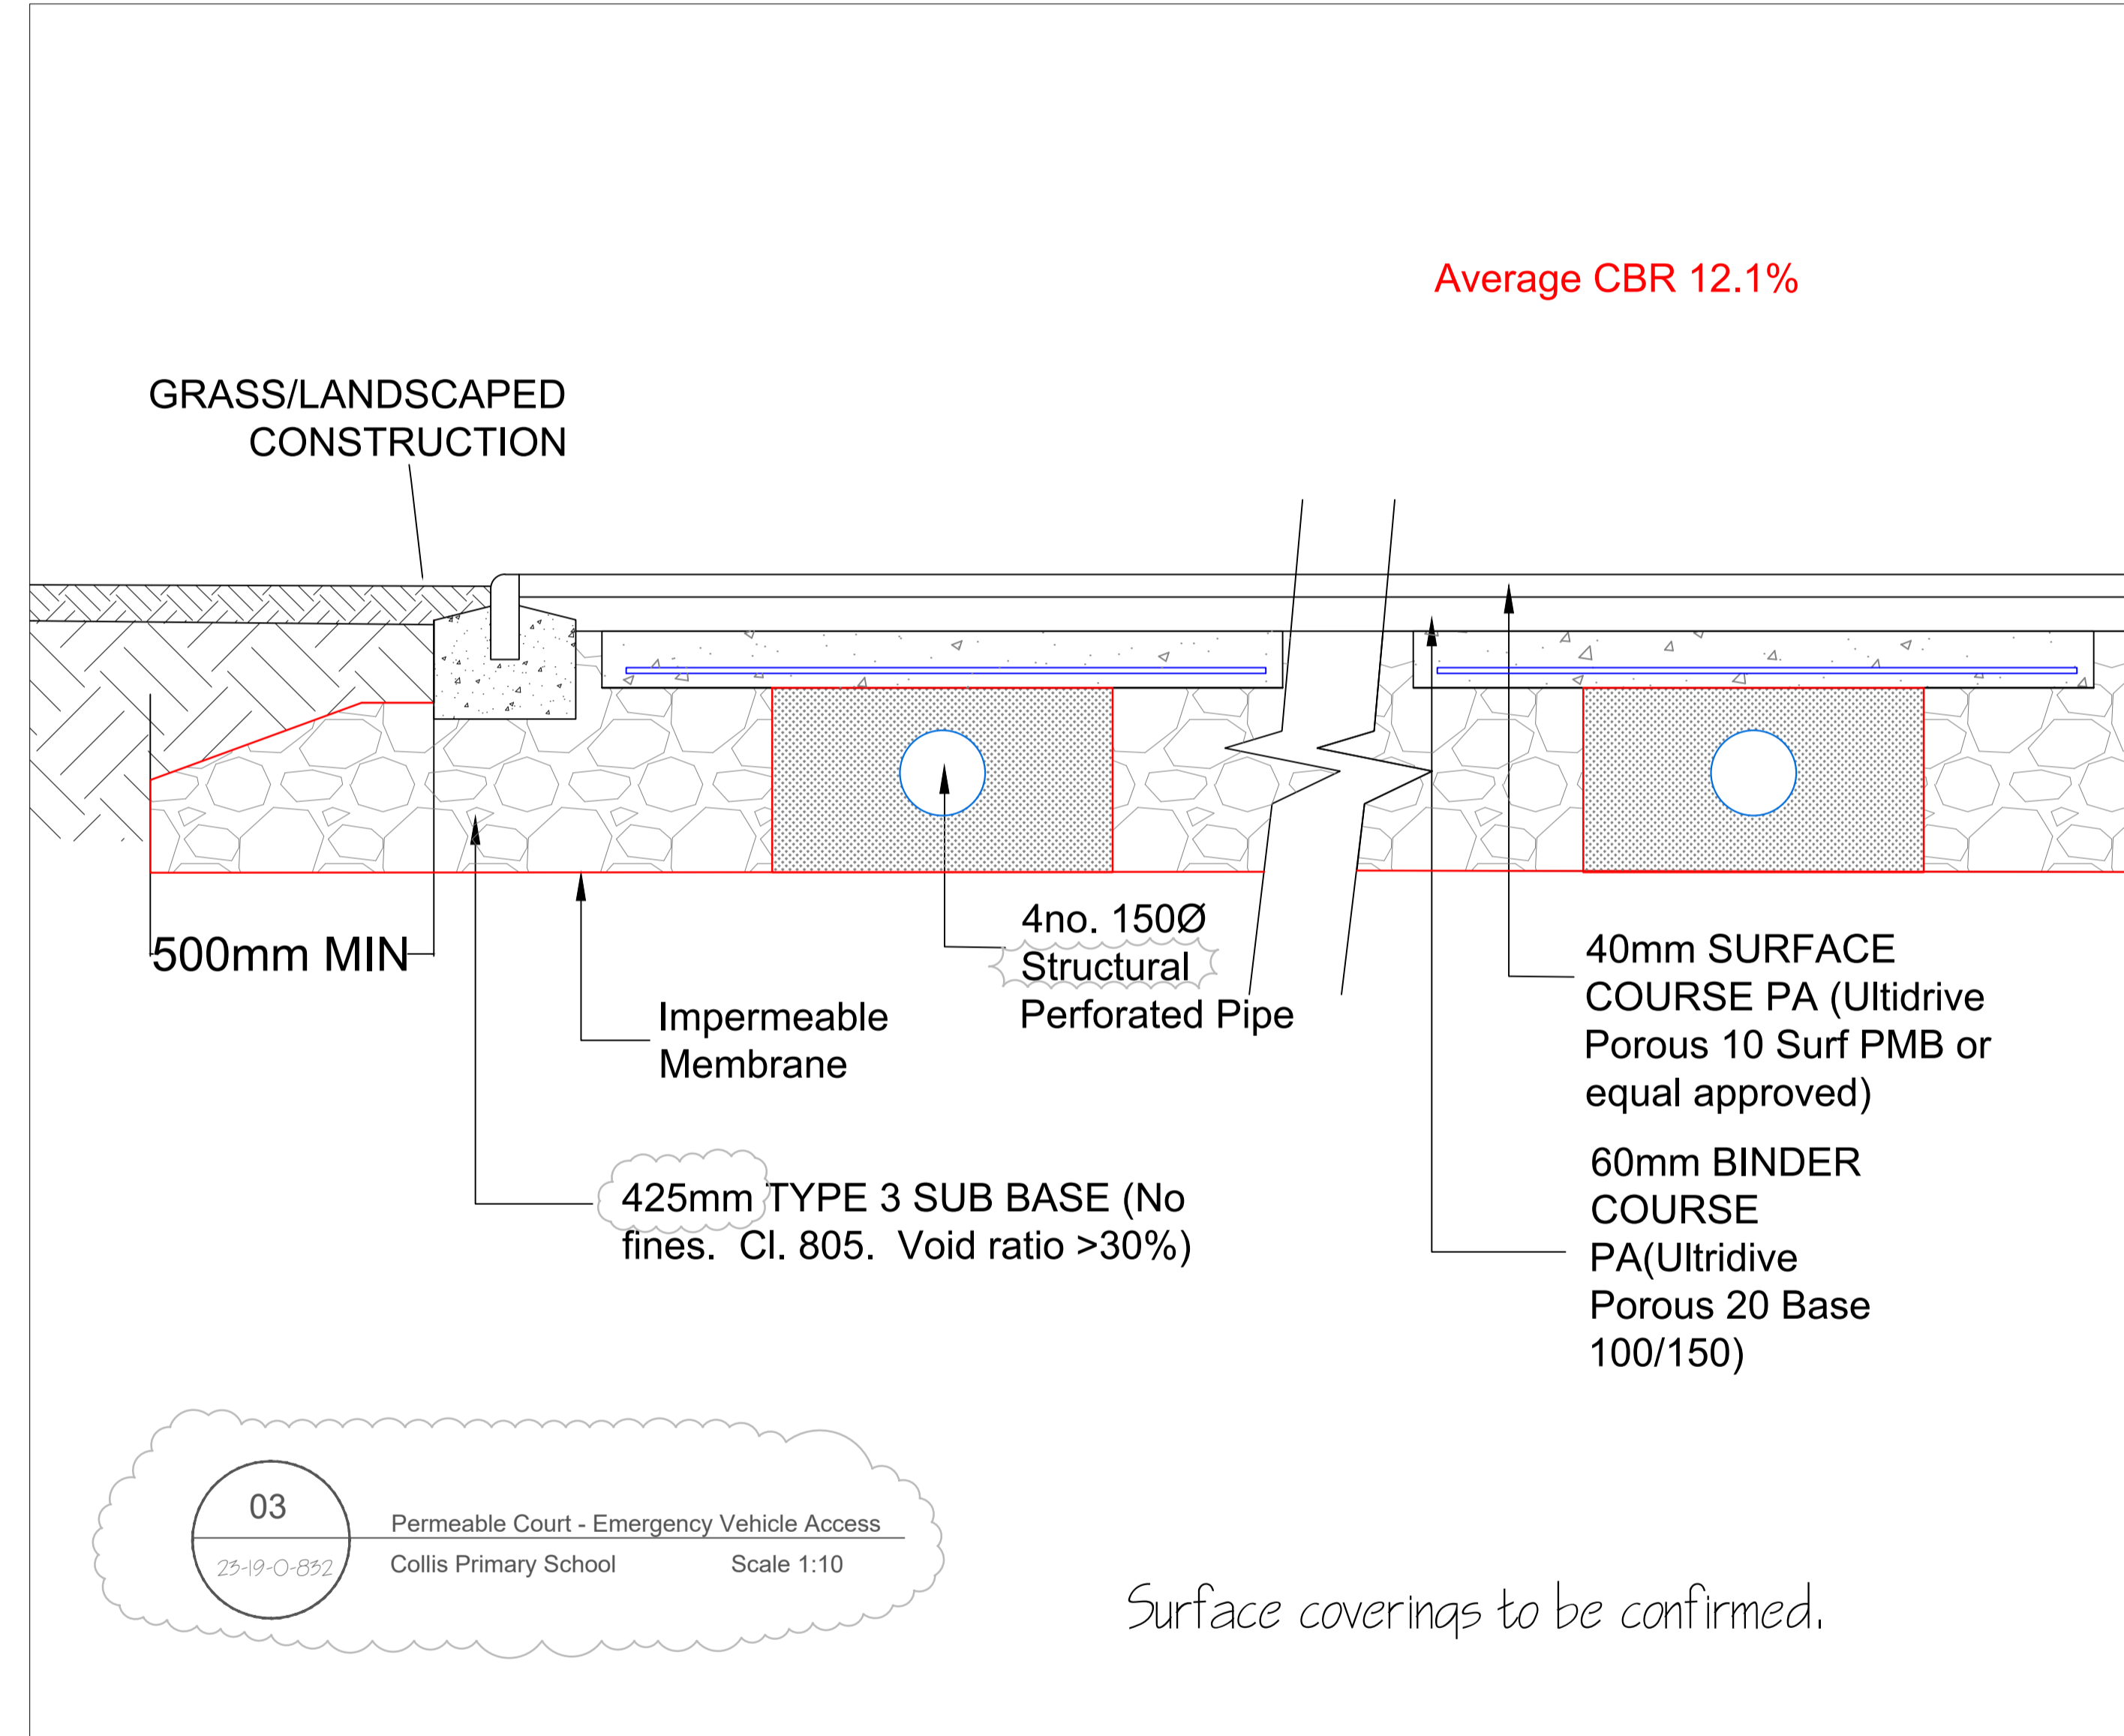 Average CBR 12.1%
GRASS/LANDSCAPED
CONSTRUCTION
500mm MIN
4no. 150Ø
Structural
Perforated Pipe
Impermeable
Membrane
40mm SURFACE
COURSE PA (Ultidrive
Porous 10 Surf PMB or
equal approved)
425mm TYPE 3 SUB BASE (No
fines. Cl. 805. Void ratio >30%)
60mm BINDER
COURSE
PA(Ultridive
Porous 20 Base
100/150)
03
23-19-0-832
Permeable Court - Emergency Vehicle Access
Collis Primary School Scale 1:10
Surface coverings to be confirmed.